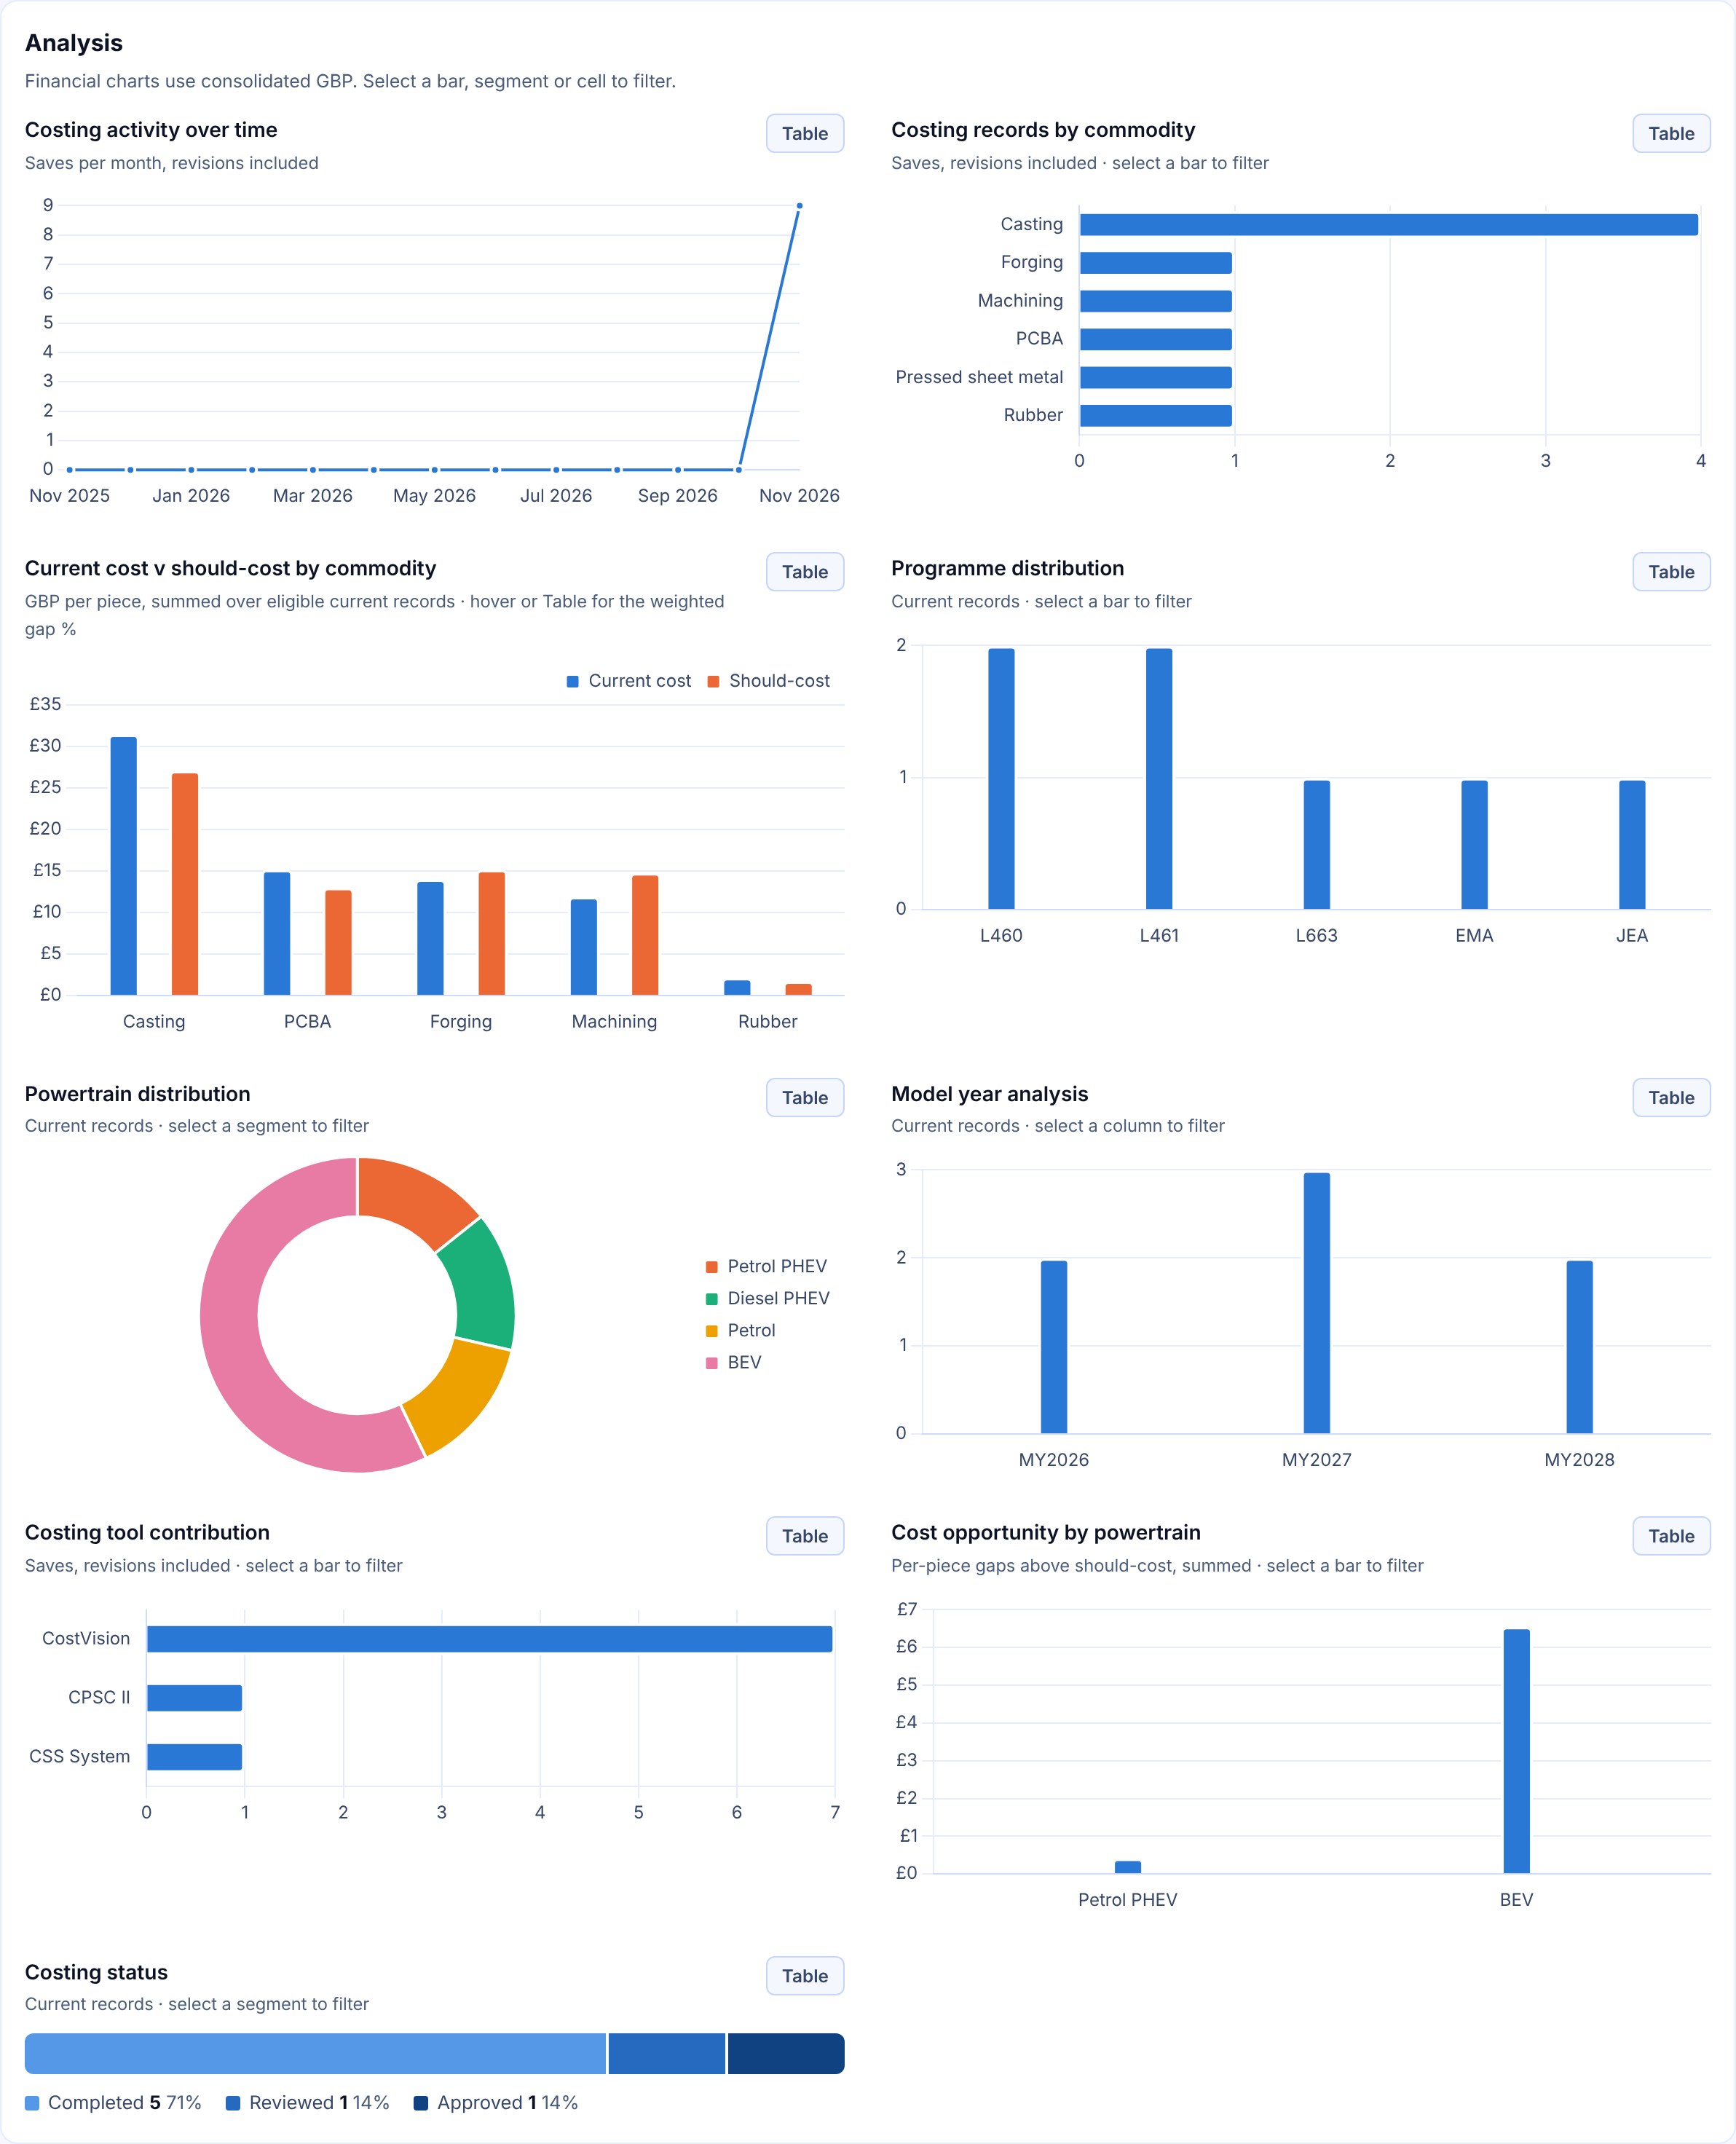 Analysis
Financial charts use consolidated GBP. Select a bar, segment or cell to filter.
Costing activity over time
Table
Saves per month, revisions included
9
8
7
6
5
4
3
2
1
0
Nov 2025 Jan 2026 Mar 2026 May 2026 Jul 2026 Sep 2026 Nov 2026
Costing records by commodity
Table
Saves, revisions included · select a bar to filter
Casting
Forging
Machining
PCBA
Pressed sheet metal
Rubber
0 1 2 3 4
Current cost v should-cost by commodity
Table
GBP per piece, summed over eligible current records · hover or Table for the weighted
gap %
Current cost Should-cost
£35
£30
£25
£20
£15
£10
£5
£0
Casting PCBA Forging Machining Rubber
Programme distribution
Table
Current records · select a bar to filter
2
1
0
L460 L461 L663 EMA JEA
Powertrain distribution
Table
Current records · select a segment to filter
Petrol PHEV
Diesel PHEV
Petrol
BEV
Model year analysis
Table
Current records · select a column to filter
3
2
1
0
MY2026 MY2027 MY2028
Costing tool contribution
Table
Saves, revisions included · select a bar to filter
CostVision
CPSC II
CSS System
0 1 2 3 4 5 6 7
Cost opportunity by powertrain
Table
Per-piece gaps above should-cost, summed · select a bar to filter
£7
£6
£5
£4
£3
£2
£1
£0
Petrol PHEV BEV
Costing status
Table
Current records · select a segment to filter
Completed 5 71% Reviewed 1 14% Approved 1 14%